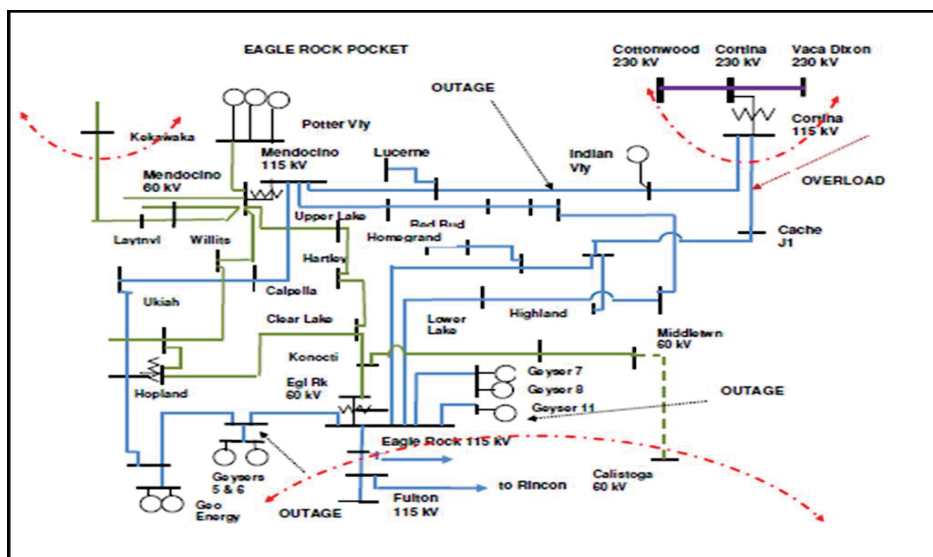 EAGLE ROCK POCKET
Cottonwood
230 kV
Cortina
230 kV
Vaca Dixon
230 kV
OUTAGE
Kekawaka
Potter Vly
Cortina
115 kV
Mendocino
115 kV
Lucerne
Indian
Vly
OVERLOAD
Mendocino
60 kV
Upper Lake
Red Bud
Cache
J1
Laytnvl
Willits
Homegrand
Hartley
Ukiah
Calpella
Clear Lake
Lower
Lake
Highland
Middletwn
60 kV
Konocti
Hopland
Egl Rk
60 kV
Geyser 7
Geyser 8
Geyser 11
OUTAGE
Eagle Rock 115 kV
Geysers
5 & 6
Calistoga
60 kV
Geo
Energy
OUTAGE
Fulton
115 kV
to Rincon